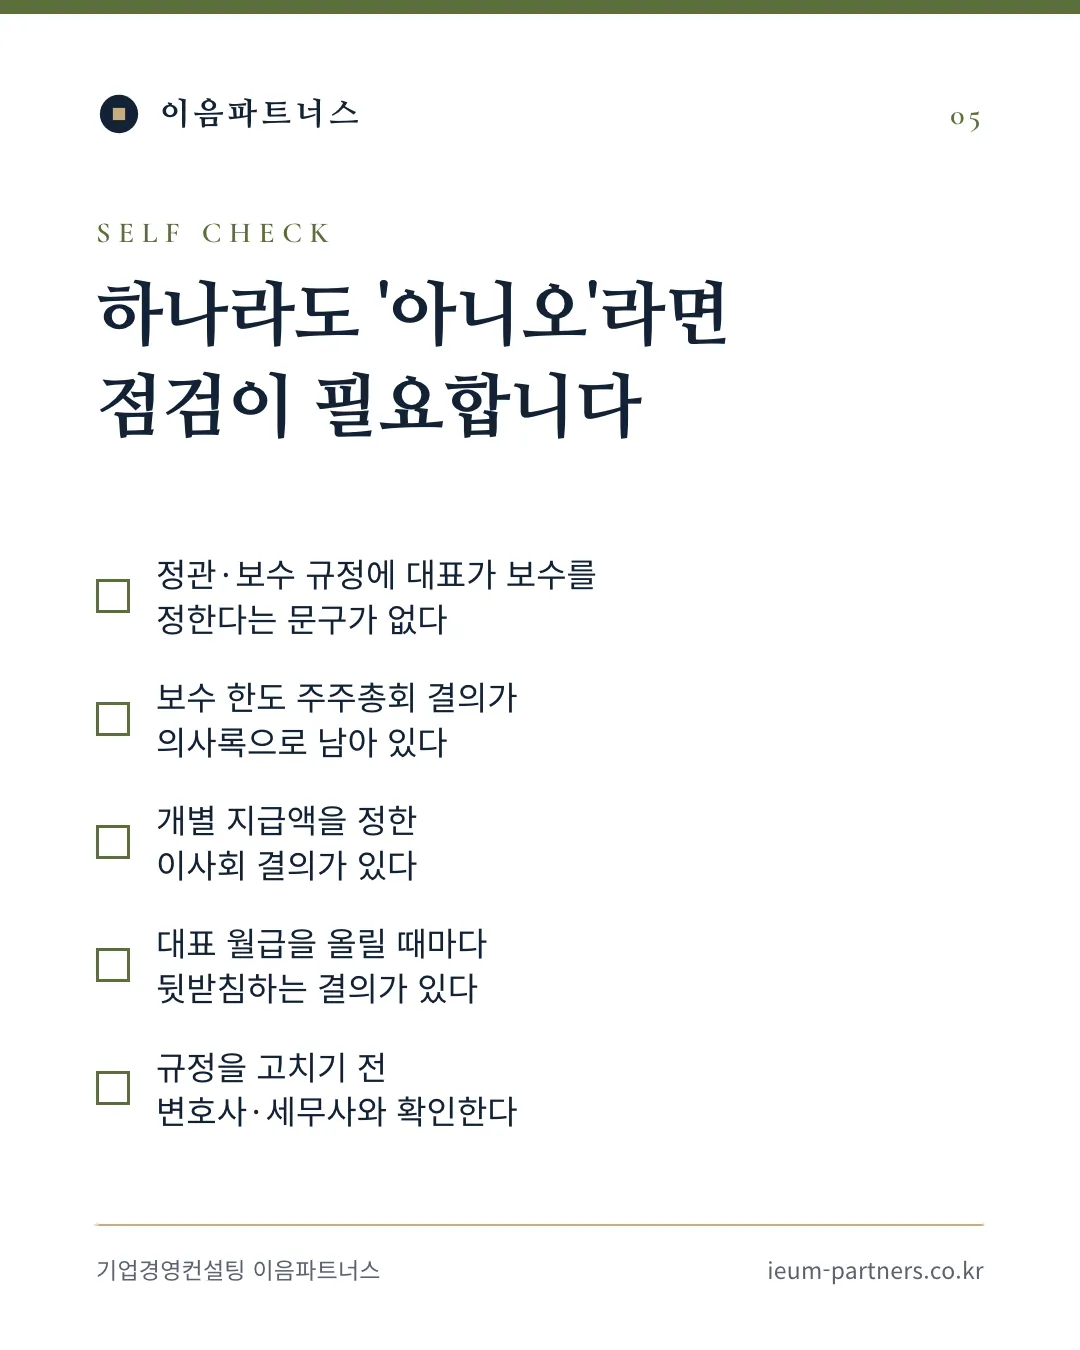 이음파트너스
05
SELF CHECK
하나라도 '아니오'라면
점검이 필요합니다
정관·보수 규정에 대표가 보수를
정한다는 문구가 없다
보수 한도 주주총회 결의가
의사록으로 남아 있다
개별 지급액을 정한
이사회 결의가 있다
대표 월급을 올릴 때마다
뒷받침하는 결의가 있다
규정을 고치기 전
변호사·세무사와 확인한다
기업경영컨설팅 이음파트너스
ieum-partners.co.kr